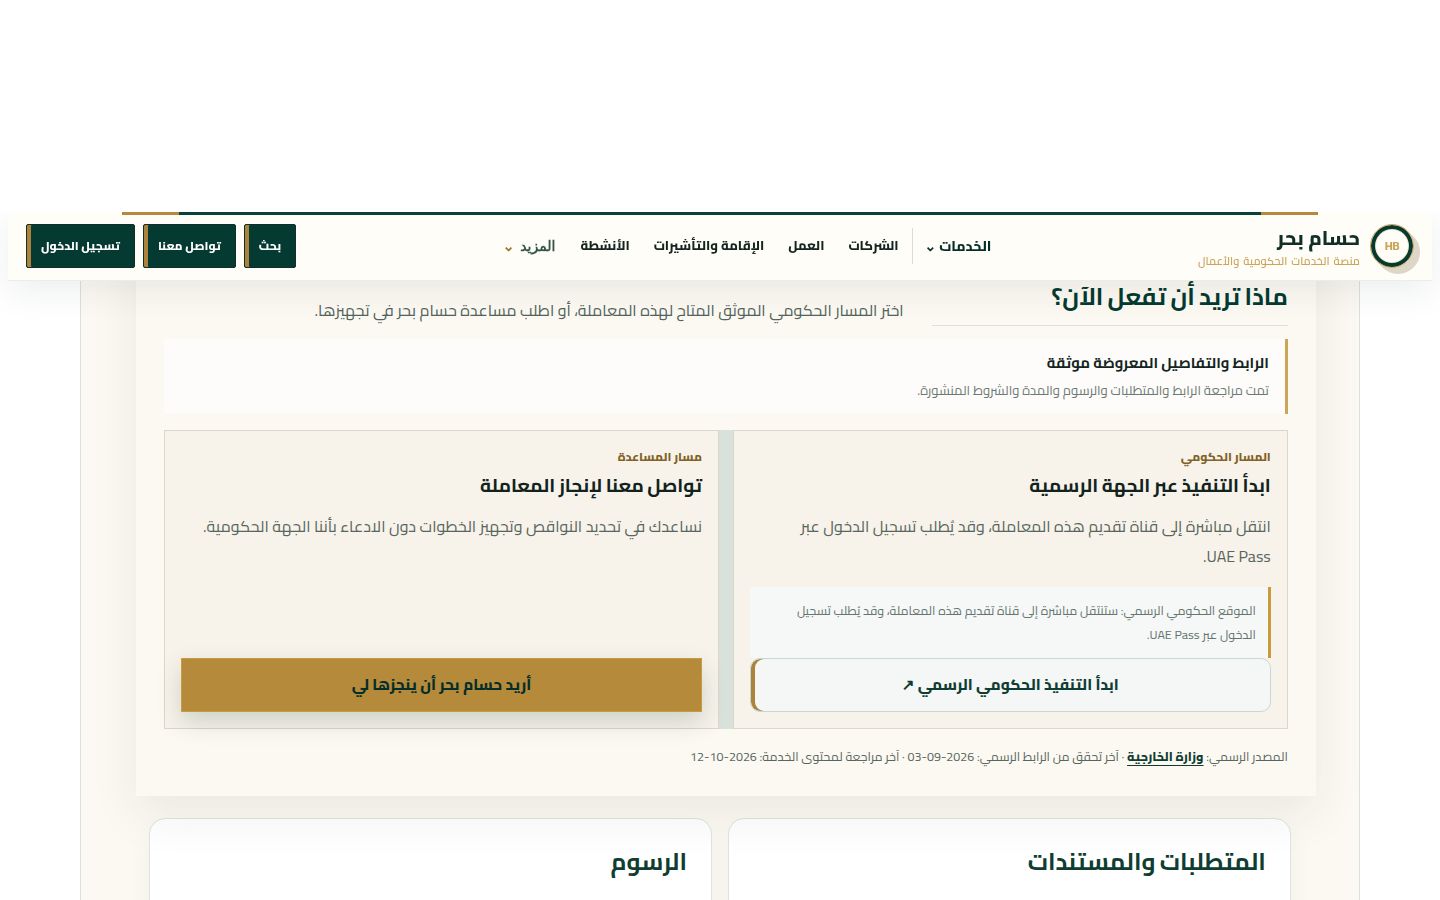 حسام بحر
منصة الخدمات الحكومية والأعمال
HB
الخدمات
الشركات
العمل
الإقامة والتأشيرات
الأنشطة
المزيد
بحث
تواصل معنا
تسجيل الدخول
ماذا تريد أن تفعل الآن؟
اختر المسار الحكومي الموثق المتاح لهذه المعاملة، أو اطلب مساعدة حسام بحر في تجهيزها.
الرابط والتفاصيل المعروضة موثقة
تمت مراجعة الرابط والمتطلبات والرسوم والمدة والشروط المنشورة.
المسار الحكومي
ابدأ التنفيذ عبر الجهة الرسمية
انتقل مباشرة إلى قناة تقديم هذه المعاملة، وقد يُطلب تسجيل الدخول عبر
UAE Pass.
الموقع الحكومي الرسمي: ستنتقل مباشرة إلى قناة تقديم هذه المعاملة، وقد يُطلب تسجيل
الدخول عبر UAE Pass.
ابدأ التنفيذ الحكومي الرسمي ↗
مسار المساعدة
تواصل معنا لإنجاز المعاملة
نساعدك في تحديد النواقص وتجهيز الخطوات دون الادعاء بأننا الجهة الحكومية.
أريد حسام بحر أن ينجزها لي
المصدر الرسمي: وزارة الخارجية · آخر تحقق من الرابط الرسمي: 2026-09-03 · آخر مراجعة لمحتوى الخدمة: 2026-10-12
المتطلبات والمستندات
الرسوم